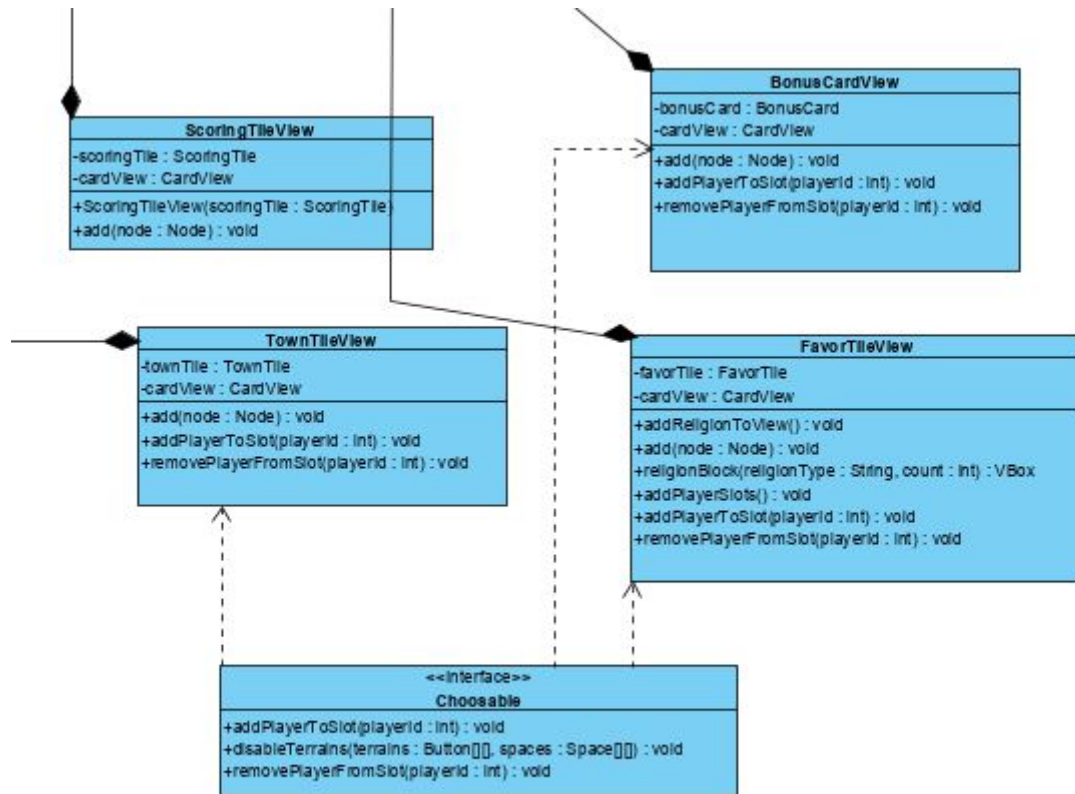 ScoringTileView
-scoringTile : ScoringTile
-cardView : CardView
+ScoringTileView(scoringTile : ScoringTile)
+add(node : Node) : void
BonusCardView
-bonusCard : BonusCard
-cardView : CardView
+add(node : Node) : void
+addPlayerToSlot(playerId : int) : void
+removePlayerFromSlot(playerId : int) : void
TownTileView
-townTile : TownTile
-cardView : CardView
+add(node : Node) : void
+addPlayerToSlot(playerId : int) : void
+removePlayerFromSlot(playerId : int) : void
FavorTileView
-favorTile : FavorTile
-cardView : CardView
+addReligionToView() : void
+add(node : Node) : void
+religionBlock(religionType : String, count : int) : VBox
+addPlayerSlots() : void
+addPlayerToSlot(playerId : int) : void
+removePlayerFromSlot(playerId : int) : void
<<Interface>>
Choosable
+addPlayerToSlot(playerId : int) : void
+disableTerrains(terrains : Button[][], spaces : Space[][]) : void
+removePlayerFromSlot(playerId : int) : void